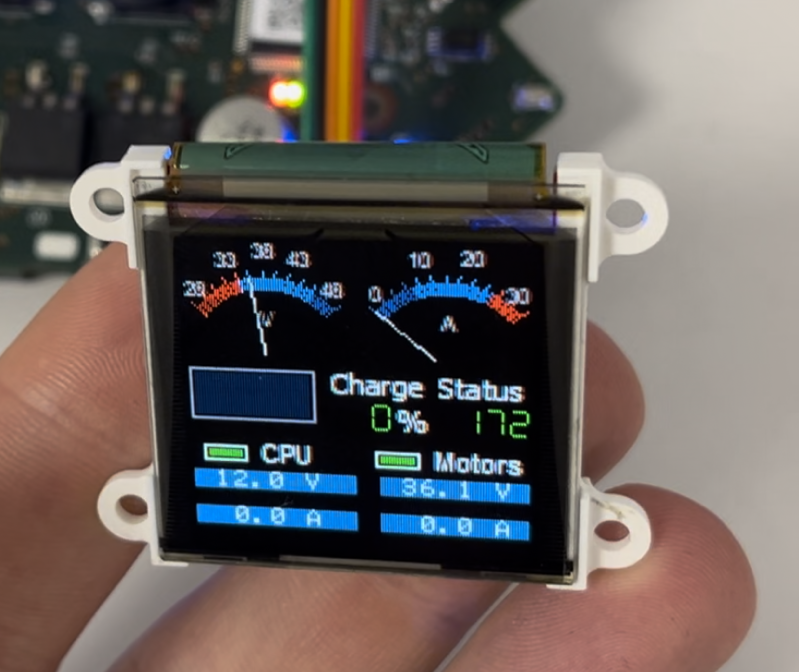 28 33 38 43 48
V
0 10 20 30
A
Charge Status
0% 172
CPU
12.0 V
0.0 A
Motors
36.1 V
0.0 A